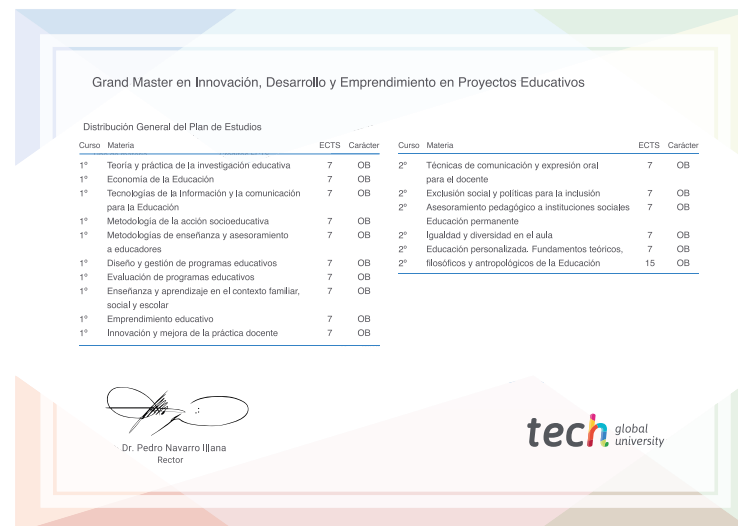 Grand Master en Innovación, Desarrollo y Emprendimiento en Proyectos Educativos
Distribución General del Plan de Estudios
Curso Materia ECTS Carácter
1º Teoría y práctica de la investigación educativa 7 OB
1º Economía de la Educación 7 OB
1º Tecnologías de la Información y la comunicación 7 OB
para la Educación
1º Metodología de la acción socioeducativa 7 OB
1º Metodologías de enseñanza y asesoramiento 7 OB
a educadores
1º Diseño y gestión de programas educativos 7 OB
1º Evaluación de programas educativos 7 OB
1º Enseñanza y aprendizaje en el contexto familiar, 7 OB
social y escolar
1º Emprendimiento educativo 7 OB
1º Innovación y mejora de la práctica docente 7 OB
Curso Materia ECTS Carácter
2º Técnicas de comunicación y expresión oral 7 OB
para el docente
2º Exclusión social y políticas para la inclusión 7 OB
2º Asesoramiento pedagógico a instituciones sociales 7 OB
Educación permanente
2º Igualdad y diversidad en el aula 7 OB
2º Educación personalizada. Fundamentos teóricos, 7 OB
2º filosóficos y antropológicos de la Educación 15 OB
Dr. Pedro Navarro Illana
Rector
tech global
university